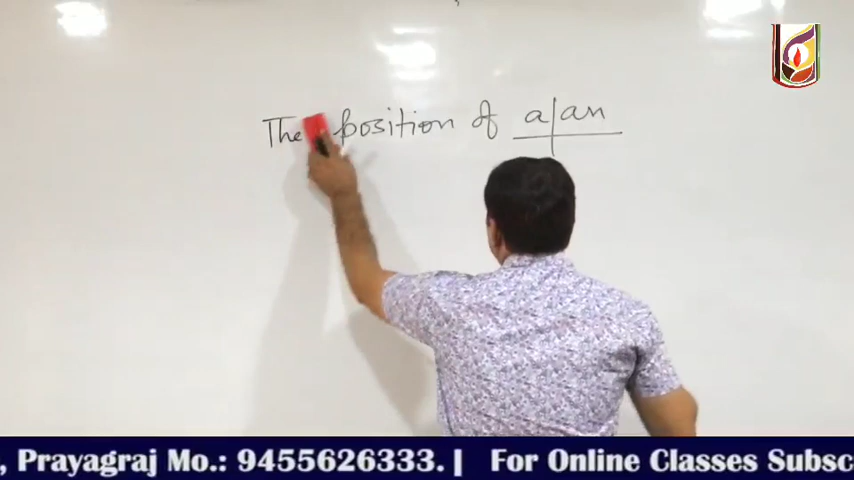 The position of a/an
, Prayagraj Mo.: 9455626333. | For Online Classes Subsc